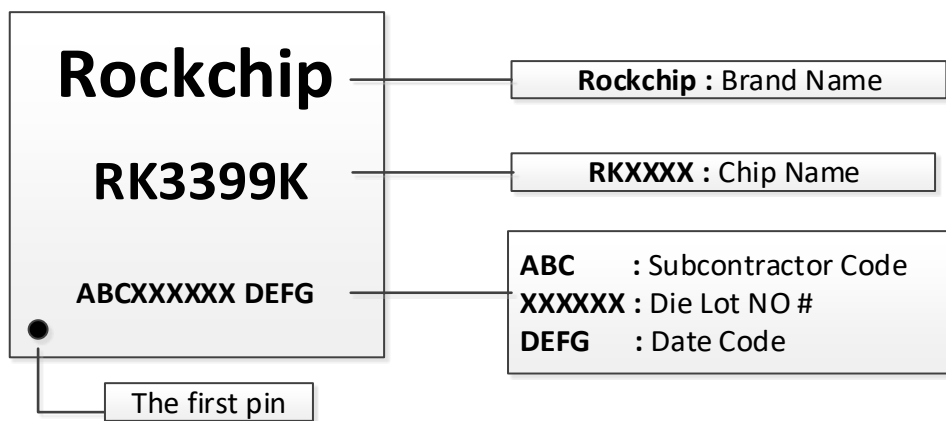 Rockchip
RK3399K
ABCXXXXXX DEFG
Rockchip : Brand Name
RKXXXX : Chip Name
ABC : Subcontractor Code
XXXXXX : Die Lot NO #
DEFG : Date Code
The first pin